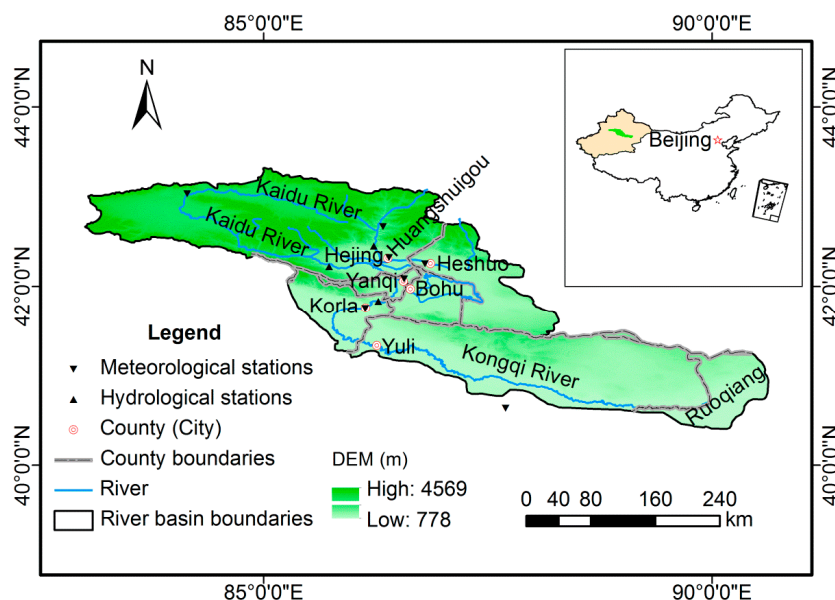 85°0'0"E 90°0'0"E
44°0'0"N
44°0'0"N
42°0'0"N
42°0'0"N
40°0'0"N
40°0'0"N
N
Beijing
Kaidu River
Kaidu River
Huangshuigou
Hejing
Heshuo
Yanqi
Bohu
Korla
Yuli
Kongqi River
Ruoqiang
Legend
Meteorological stations
Hydrological stations
County (City)
County boundaries
River
River basin boundaries
DEM (m)
High: 4569
Low: 778
0 40 80 160 240
km
85°0'0"E 90°0'0"E